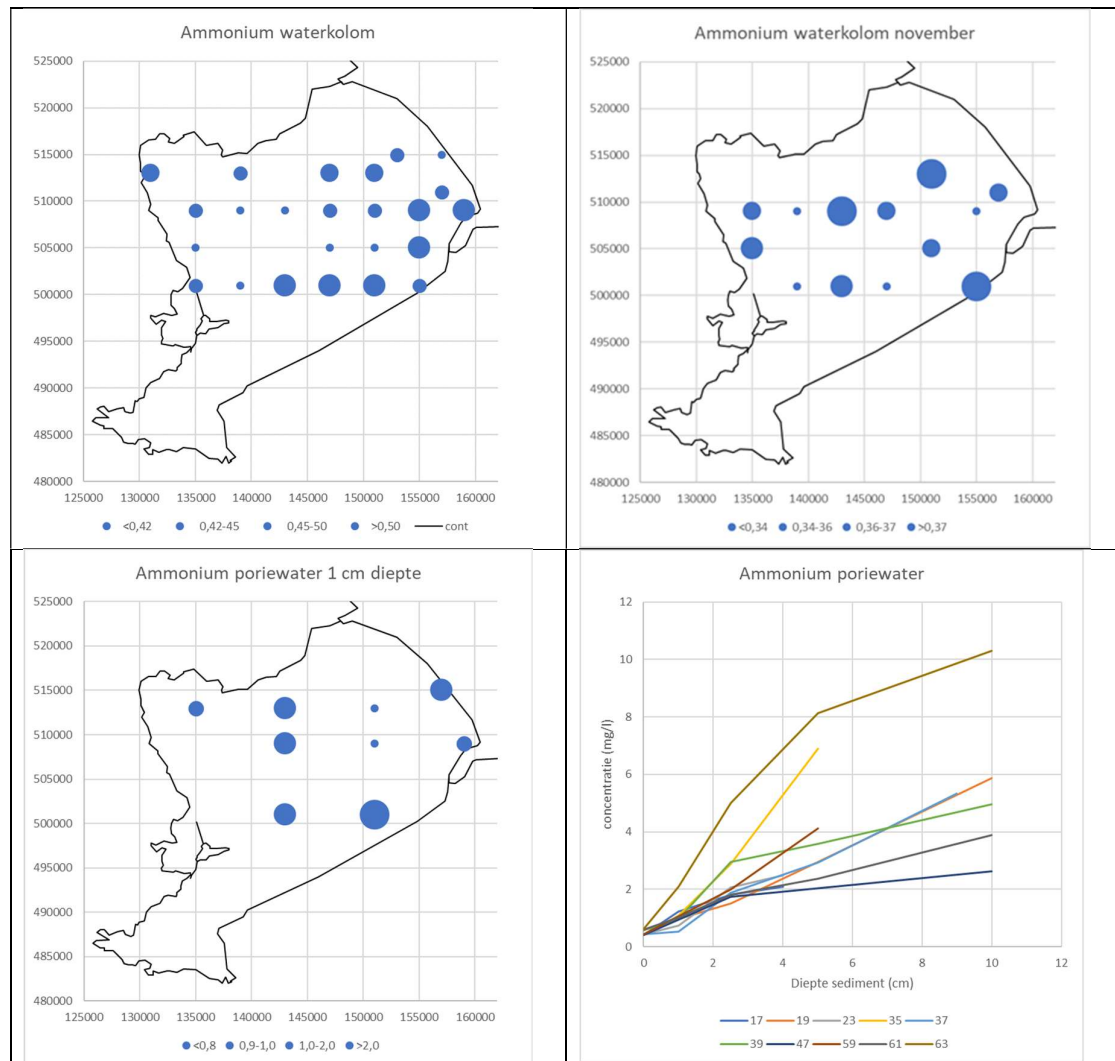 Ammonium waterkolom
525000
520000
515000
510000
505000
500000
495000
490000
485000
480000
125000 130000 135000 140000 145000 150000 155000 160000
<0,42 0,42-45 0,45-50 >0,50 cont
Ammonium waterkolom november
525000
520000
515000
510000
505000
500000
495000
490000
485000
480000
125000 130000 135000 140000 145000 150000 155000 160000
<0,34 0,34-36 0,36-37 >0,37
Ammonium poriewater 1 cm diepte
525000
520000
515000
510000
505000
500000
495000
490000
485000
480000
125000 130000 135000 140000 145000 150000 155000 160000
<0,8 0,9-1,0 1,0-2,0 >2,0
Ammonium poriewater
concentratie (mg/l)
12
10
8
6
4
2
0
0 2 4 6 8 10 12
Diepte sediment (cm)
17 19 23 35 37
39 47 59 61 63